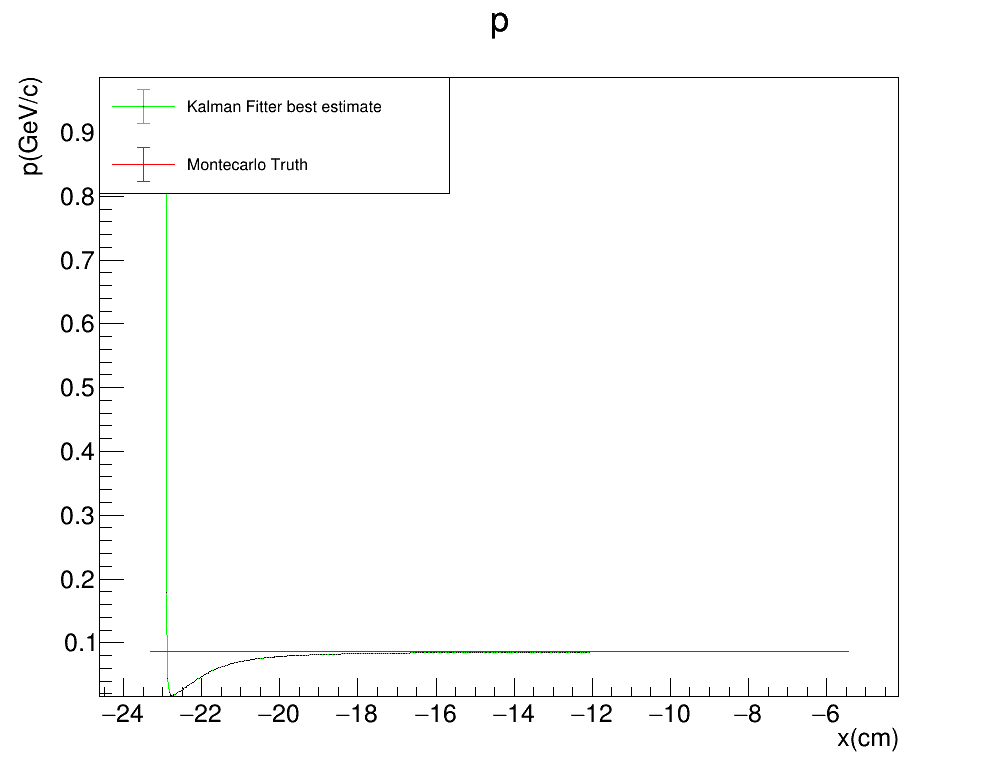 p
p(GeV/c)
Kalman Fitter best estimate
Montecarlo Truth
0.9
0.8
0.7
0.6
0.5
0.4
0.3
0.2
0.1
−24 −22 −20 −18 −16 −14 −12 −10 −8 −6
x(cm)